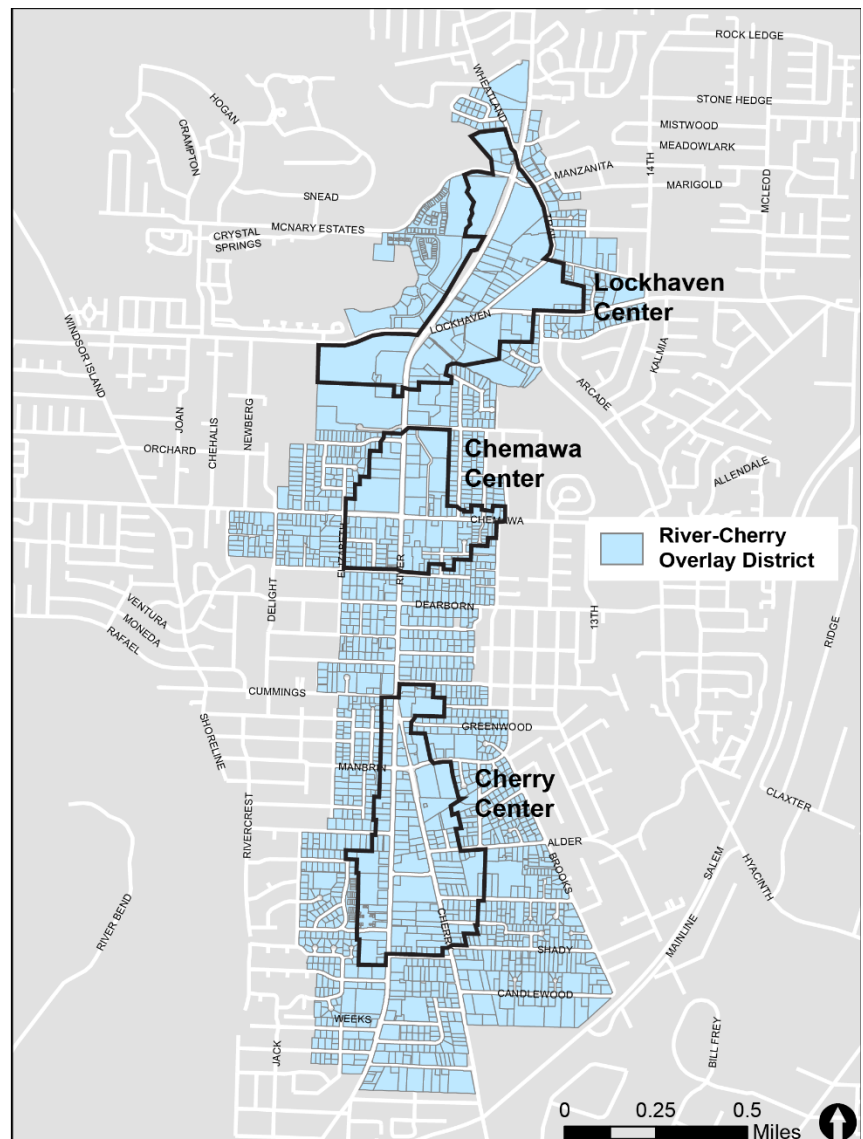 ROCK LEDGE
WHEATLAND
STONE HEDGE
HOGAN
MISTWOOD
CRAMPTON
MEADOWLARK
14TH
MANZANITA
MARIGOLD
MCLEOD
SNEAD
MCNARY ESTATES
CRYSTAL
SPRINGS
TRAIL
Lockhaven
Center
LOCKHAVEN
WINDSOR ISLAND
KALMIA
ARCADE
JOAN
CHEHALIS
NEWBERG
ORCHARD
Chemawa
Center
ALLENDALE
CHEMAWA
River-Cherry
Overlay District
ELIZABETH
RIVER
DELIGHT
DEARBORN
VENTURA
MONEDA
RAFAEL
13TH
RIDGE
CUMMINGS
SHORELINE
GREENWOOD
MANBRIN
Cherry
Center
CLAXTER
RIVERCREST
ALDER
BROOKS
SALEM
HYACINTH
RIVER BEND
CHERRY
MAINLINE
SHADY
CANDLEWOOD
WEEKS
JACK
BILL FREY
0 0.25 0.5
Miles